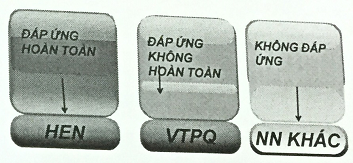 ĐÁP ỨNG
HOÀN TOÀN
HEN
ĐÁP ỨNG
KHÔNG
HOÀN TOÀN
VTPQ
KHÔNG ĐÁP
ỨNG
NN KHÁC